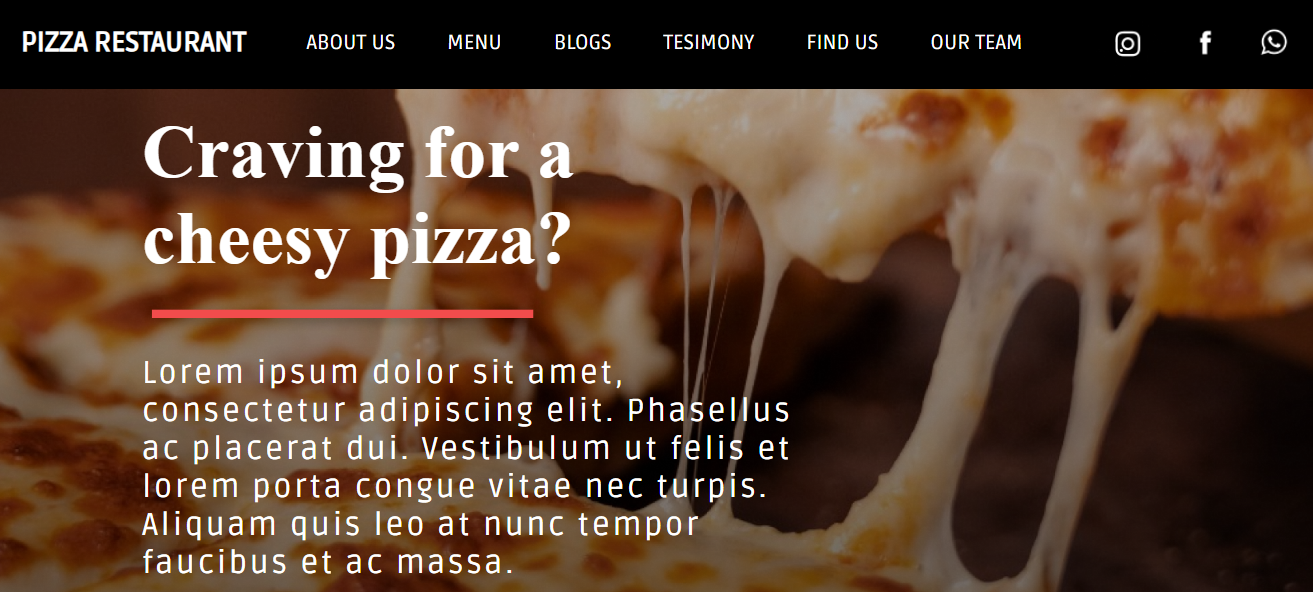 PIZZA RESTAURANT ABOUT US MENU BLOGS TESIMONY FIND US OUR TEAM
Craving for a
cheesy pizza?
Lorem ipsum dolor sit amet,
consectetur adipiscing elit. Phasellus
ac placerat dui. Vestibulum ut felis et
lorem porta congue vitae nec turpis.
Aliquam quis leo at nunc tempor
faucibus et ac massa.